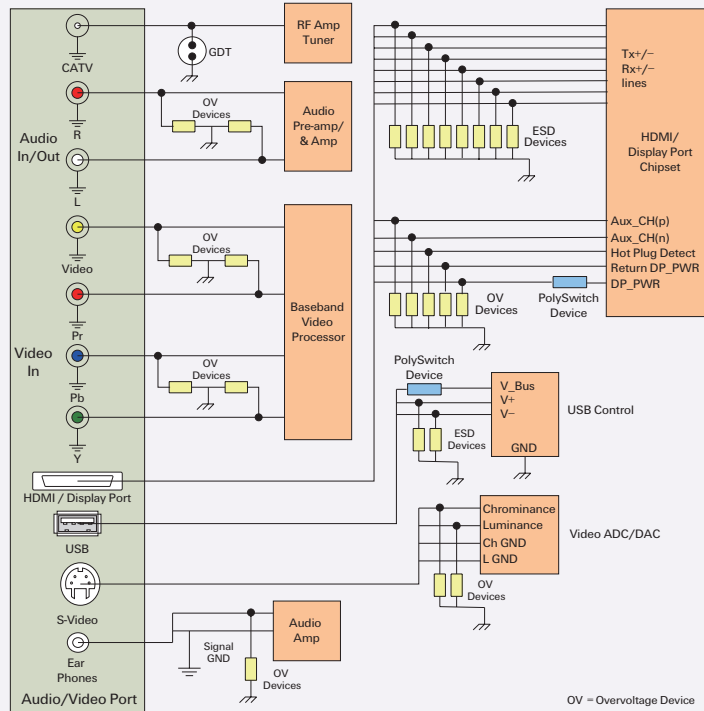 CATV
GDT
RF Amp
Tuner
R
OV
Devices
Audio
Pre-amp/
& Amp
Audio
In/Out
L
Video
OV
Devices
Pr
Baseband
Video
Processor
Video
In
Pb
OV
Devices
Y
HDMI / Display Port
USB
S-Video
Ear
Phones
Audio/Video Port
Signal
GND
OV
Devices
Audio
Amp
Tx+/−
Rx+/−
lines
ESD
Devices
HDMI/
Display Port
Chipset
Aux_CH(p)
Aux_CH(n)
Hot Plug Detect
Return DP_PWR
DP_PWR
OV
Devices
PolySwitch
Device
PolySwitch
Device
V_Bus
V+
V−
GND
USB Control
ESD
Devices
Chrominance
Luminance
Ch GND
L GND
Video ADC/DAC
OV
Devices
OV = Overvoltage Device